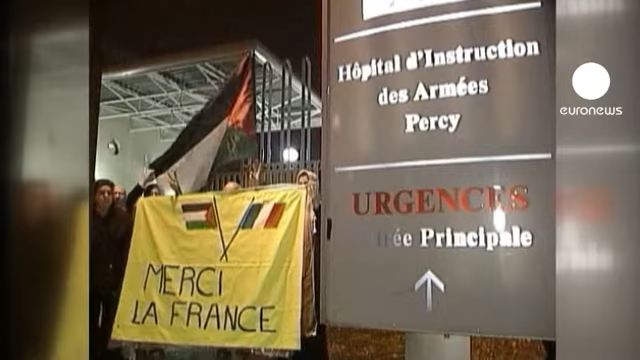 MERCI
LA FRANCE
Hôpital d'Instruction
des Armées
Percy
URGENCES
Principale
euronews